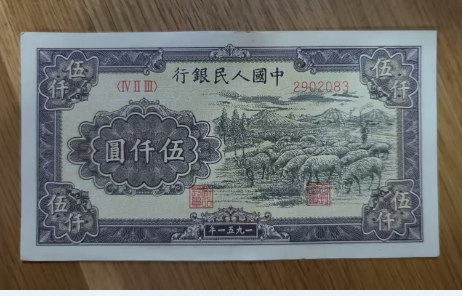 中國人民銀行
伍仟
伍仟
〈IV II III〉
2902083
伍仟圓
伍仟
伍仟
一九五一年